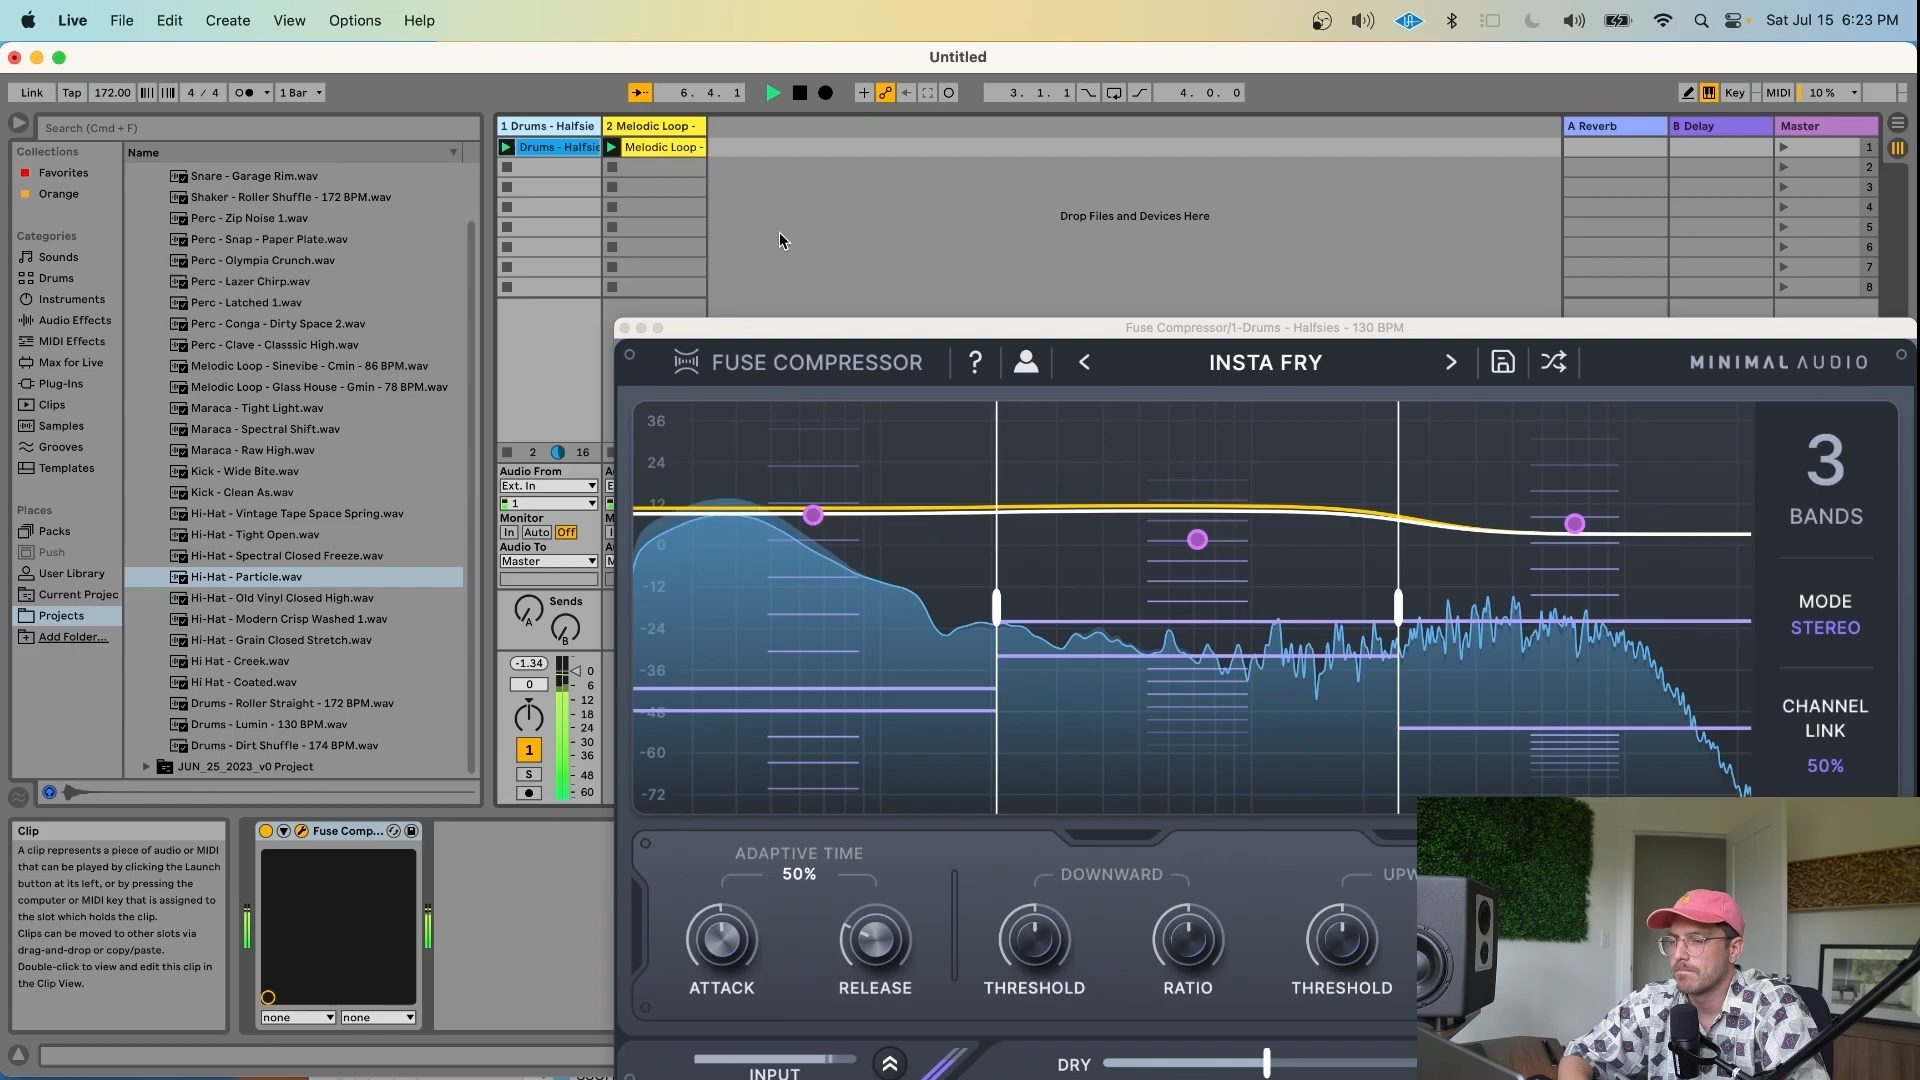 Live File Edit Create View Options Help Sat Jul 15 6:23 PM
Untitled
Link Tap 172.00 4 / 4 1 Bar 6. 4. 1 3. 1. 1 4. 0. 0 Key MIDI 10 %
Search (Cmd + F)
Collections
Favorites
Orange
Categories
Sounds
Drums
Instruments
Audio Effects
MIDI Effects
Max for Live
Plug-Ins
Clips
Samples
Grooves
Templates
Places
Packs
Push
User Library
Current Projec
Projects
Add Folder...
Name
Snare - Garage Rim.wav
Shaker - Roller Shuffle - 172 BPM.wav
Perc - Zip Noise 1.wav
Perc - Snap - Paper Plate.wav
Perc - Olympia Crunch.wav
Perc - Lazer Chirp.wav
Perc - Latched 1.wav
Perc - Conga - Dirty Space 2.wav
Perc - Clave - Classsic High.wav
Melodic Loop - Sinevibe - Cmin - 86 BPM.wav
Melodic Loop - Glass House - Gmin - 78 BPM.wav
Maraca - Tight Light.wav
Maraca - Spectral Shift.wav
Maraca - Raw High.wav
Kick - Wide Bite.wav
Kick - Clean As.wav
Hi-Hat - Vintage Tape Space Spring.wav
Hi-Hat - Tight Open.wav
Hi-Hat - Spectral Closed Freeze.wav
Hi-Hat - Particle.wav
Hi-Hat - Old Vinyl Closed High.wav
Hi-Hat - Modern Crisp Washed 1.wav
Hi-Hat - Grain Closed Stretch.wav
Hi Hat - Creek.wav
Hi Hat - Coated.wav
Drums - Roller Straight - 172 BPM.wav
Drums - Lumin - 130 BPM.wav
Drums - Dirt Shuffle - 174 BPM.wav
JUN_25_2023_v0 Project
1 Drums - Halfsie 2 Melodic Loop -
Drums - Halfsie Melodic Loop -
Drop Files and Devices Here
A Reverb B Delay Master
1
2
3
4
5
6
7
8
2 16
Audio From
Ext. In
1
Monitor
In Auto Off
Audio To
Master
Sends
A
B
-1.34
0
1
S
0
6
12
18
24
30
36
48
60
Fuse Compressor/1-Drums - Halfsies - 130 BPM
FUSE COMPRESSOR ? < INSTA FRY > MINIMAL AUDIO
36
24
12
0
-12
-24
-36
-48
-60
-72
3
BANDS
MODE
STEREO
CHANNEL
LINK
50%
ADAPTIVE TIME
50%
DOWNWARD
UPW
ATTACK RELEASE THRESHOLD RATIO THRESHOLD
INPUT
DRY
Clip
A clip represents a piece of audio or MIDI
that can be played by clicking the Launch
button at its left, or by pressing the
computer or MIDI key that is assigned to
the slot which holds the clip.
Clips can be moved to other slots via
drag-and-drop or copy/paste.
Double-click to view and edit this clip in
the Clip View.
Fuse Comp...
none none